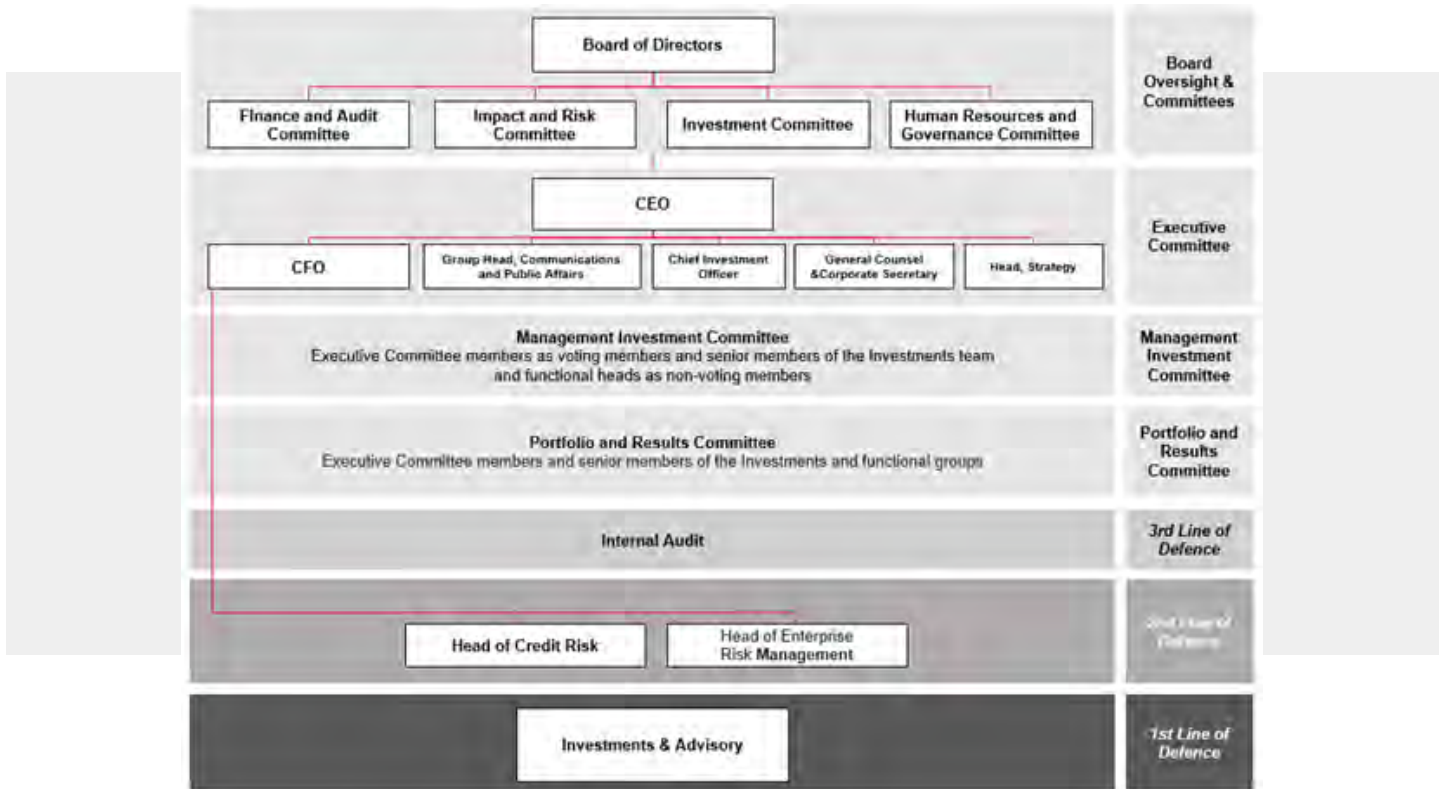 Board of Directors
Board
Oversight &
Committees
Finance and Audit
Committee
Impact and Risk
Committee
Investment Committee
Human Resources and
Governance Committee
CEO
Executive
Committee
CFO
Group Head, Communications
and Public Affairs
Chief Investment
Officer
General Counsel
&Corporate Secretary
Head, Strategy
Management Investment Committee
Executive Committee members as voting members and senior members of the Investments team
and functional heads as non-voting members
Management
Investment
Committee
Portfolio and Results Committee
Executive Committee members and senior members of the Investments and functional groups
Portfolio and
Results
Committee
Internal Audit
3rd Line of
Defence
Head of Credit Risk
Head of Enterprise
Risk Management
2nd Line of
Defence
Investments & Advisory
1st Line of
Defence